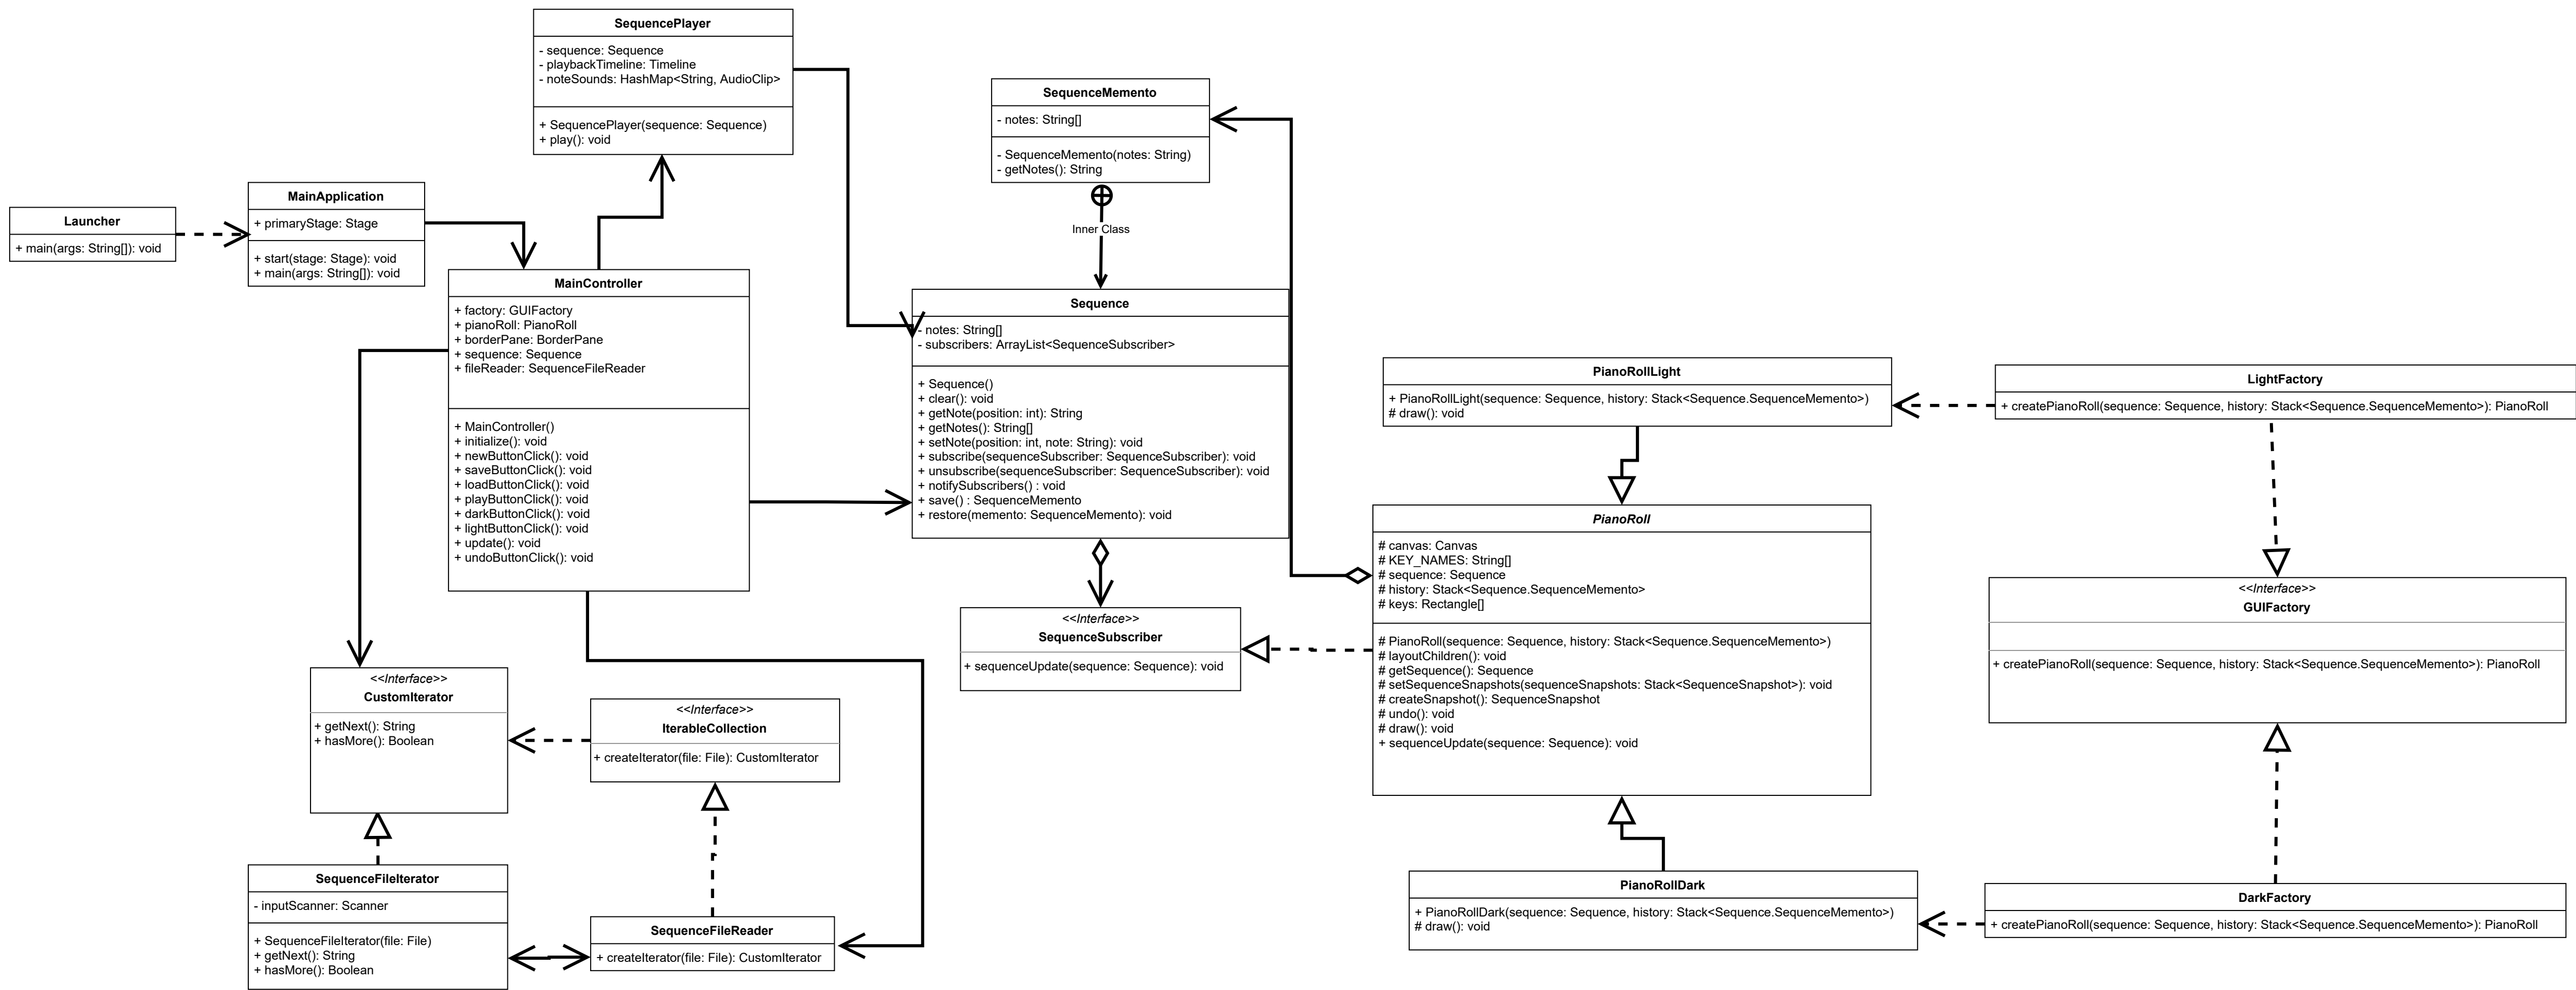 SequencePlayer
- sequence: Sequence
- playbackTimeline: Timeline
- noteSounds: HashMap<String, AudioClip>
+ SequencePlayer(sequence: Sequence)
+ play(): void
SequenceMemento
- notes: String[]
- SequenceMemento(notes: String)
- getNotes(): String
Inner Class
Launcher
+ main(args: String[]): void
MainApplication
+ primaryStage: Stage
+ start(stage: Stage): void
+ main(args: String[]): void
MainController
+ factory: GUIFactory
+ pianoRoll: PianoRoll
+ borderPane: BorderPane
+ sequence: Sequence
+ fileReader: SequenceFileReader
+ MainController()
+ initialize(): void
+ newButtonClick(): void
+ saveButtonClick(): void
+ loadButtonClick(): void
+ playButtonClick(): void
+ darkButtonClick(): void
+ lightButtonClick(): void
+ update(): void
+ undoButtonClick(): void
Sequence
- notes: String[]
- subscribers: ArrayList<SequenceSubscriber>
+ Sequence()
+ clear(): void
+ getNote(position: int): String
+ getNotes(): String[]
+ setNote(position: int, note: String): void
+ subscribe(sequenceSubscriber: SequenceSubscriber): void
+ unsubscribe(sequenceSubscriber: SequenceSubscriber): void
+ notifySubscribers() : void
+ save() : SequenceMemento
+ restore(memento: SequenceMemento): void
PianoRollLight
+ PianoRollLight(sequence: Sequence, history: Stack<Sequence.SequenceMemento>)
# draw(): void
LightFactory
+ createPianoRoll(sequence: Sequence, history: Stack<Sequence.SequenceMemento>): PianoRoll
PianoRoll
# canvas: Canvas
# KEY_NAMES: String[]
# sequence: Sequence
# history: Stack<Sequence.SequenceMemento>
# keys: Rectangle[]
# PianoRoll(sequence: Sequence, history: Stack<Sequence.SequenceMemento>)
# layoutChildren(): void
# getSequence(): Sequence
# setSequenceSnapshots(sequenceSnapshots: Stack<SequenceSnapshot>): void
# createSnapshot(): SequenceSnapshot
# undo(): void
# draw(): void
+ sequenceUpdate(sequence: Sequence): void
<<Interface>>
GUIFactory
+ createPianoRoll(sequence: Sequence, history: Stack<Sequence.SequenceMemento>): PianoRoll
<<Interface>>
SequenceSubscriber
+ sequenceUpdate(sequence: Sequence): void
<<Interface>>
CustomIterator
+ getNext(): String
+ hasMore(): Boolean
<<Interface>>
IterableCollection
+ createIterator(file: File): CustomIterator
SequenceFileIterator
- inputScanner: Scanner
+ SequenceFileIterator(file: File)
+ getNext(): String
+ hasMore(): Boolean
SequenceFileReader
+ createIterator(file: File): CustomIterator
PianoRollDark
+ PianoRollDark(sequence: Sequence, history: Stack<Sequence.SequenceMemento>)
# draw(): void
DarkFactory
+ createPianoRoll(sequence: Sequence, history: Stack<Sequence.SequenceMemento>): PianoRoll